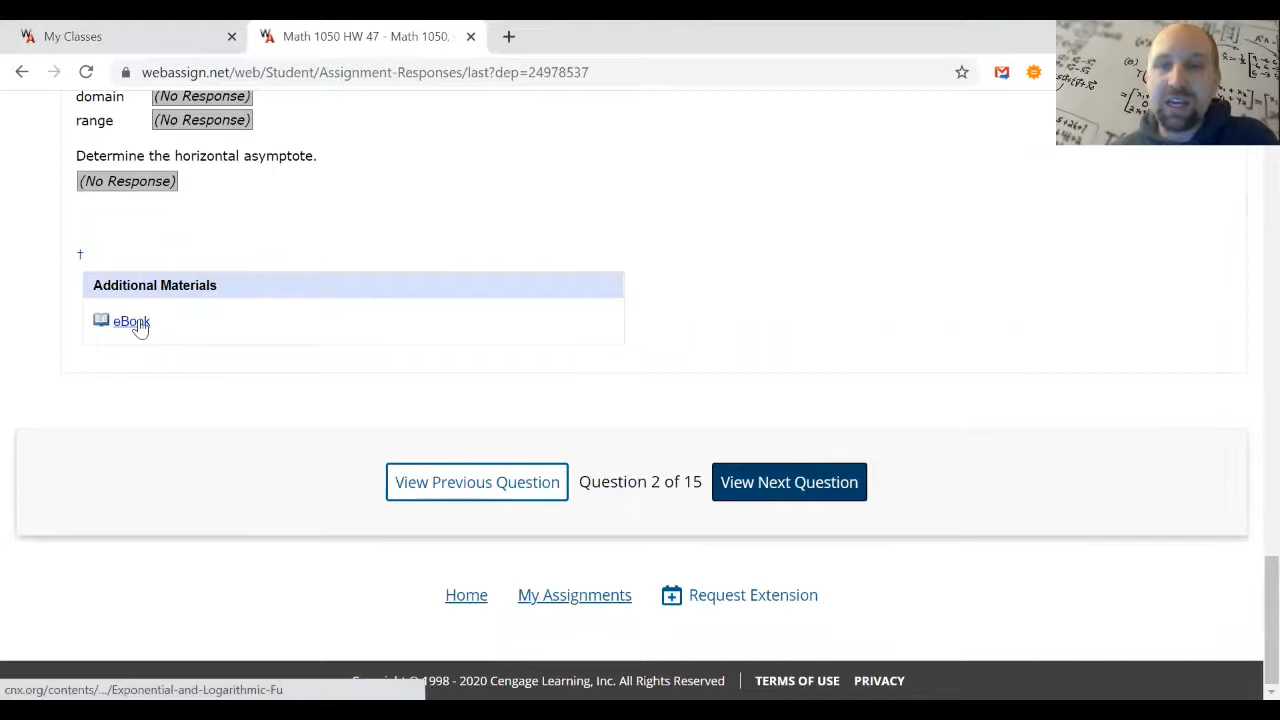 My Classes
Math 1050 HW 47 - Math 1050,
webassign.net/web/Student/Assignment-Responses/last?dep=24978537
domain (No Response)
range (No Response)
Determine the horizontal asymptote.
(No Response)
†
Additional Materials
eBook
View Previous Question Question 2 of 15 View Next Question
Home My Assignments Request Extension
1998 - 2020 Cengage Learning, Inc. All Rights Reserved TERMS OF USE PRIVACY
cnx.org/contents/.../Exponential-and-Logarithmic-Fu